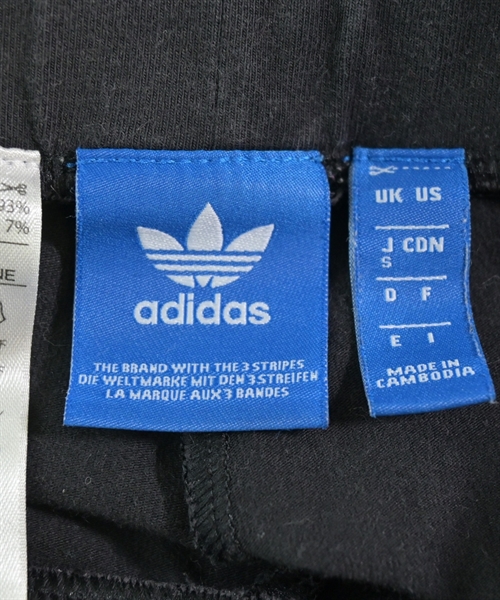 93%
7%
NE
adidas
THE BRAND WITH THE 3 STRIPES
DIE WELTMARKE MIT DEN 3 STREIFEN
LA MARQUE AUX 3 BANDES
UK US
J CDN
S
D F
E I
MADE IN
CAMBODIA